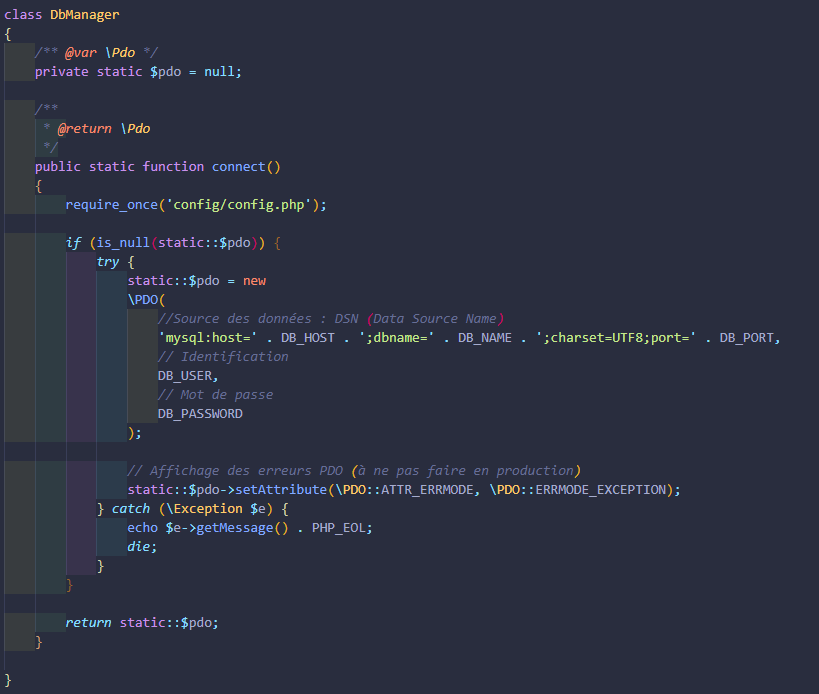 class DbManager
{
    /** @var \Pdo */
    private static $pdo = null;

    /**
     * @return \Pdo
     */
    public static function connect()
    {
        require_once('config/config.php');

        if (is_null(static::$pdo)) {
            try {
                static::$pdo = new
                \PDO(
                    //Source des données : DSN (Data Source Name)
                    'mysql:host=' . DB_HOST . ';dbname=' . DB_NAME . ';charset=UTF8;port=' . DB_PORT,
                    // Identification
                    DB_USER,
                    // Mot de passe
                    DB_PASSWORD
                );

                // Affichage des erreurs PDO (à ne pas faire en production)
                static::$pdo->setAttribute(\PDO::ATTR_ERRMODE, \PDO::ERRMODE_EXCEPTION);
            } catch (\Exception $e) {
                echo $e->getMessage() . PHP_EOL;
                die;
            }
        }

        return static::$pdo;
    }

}